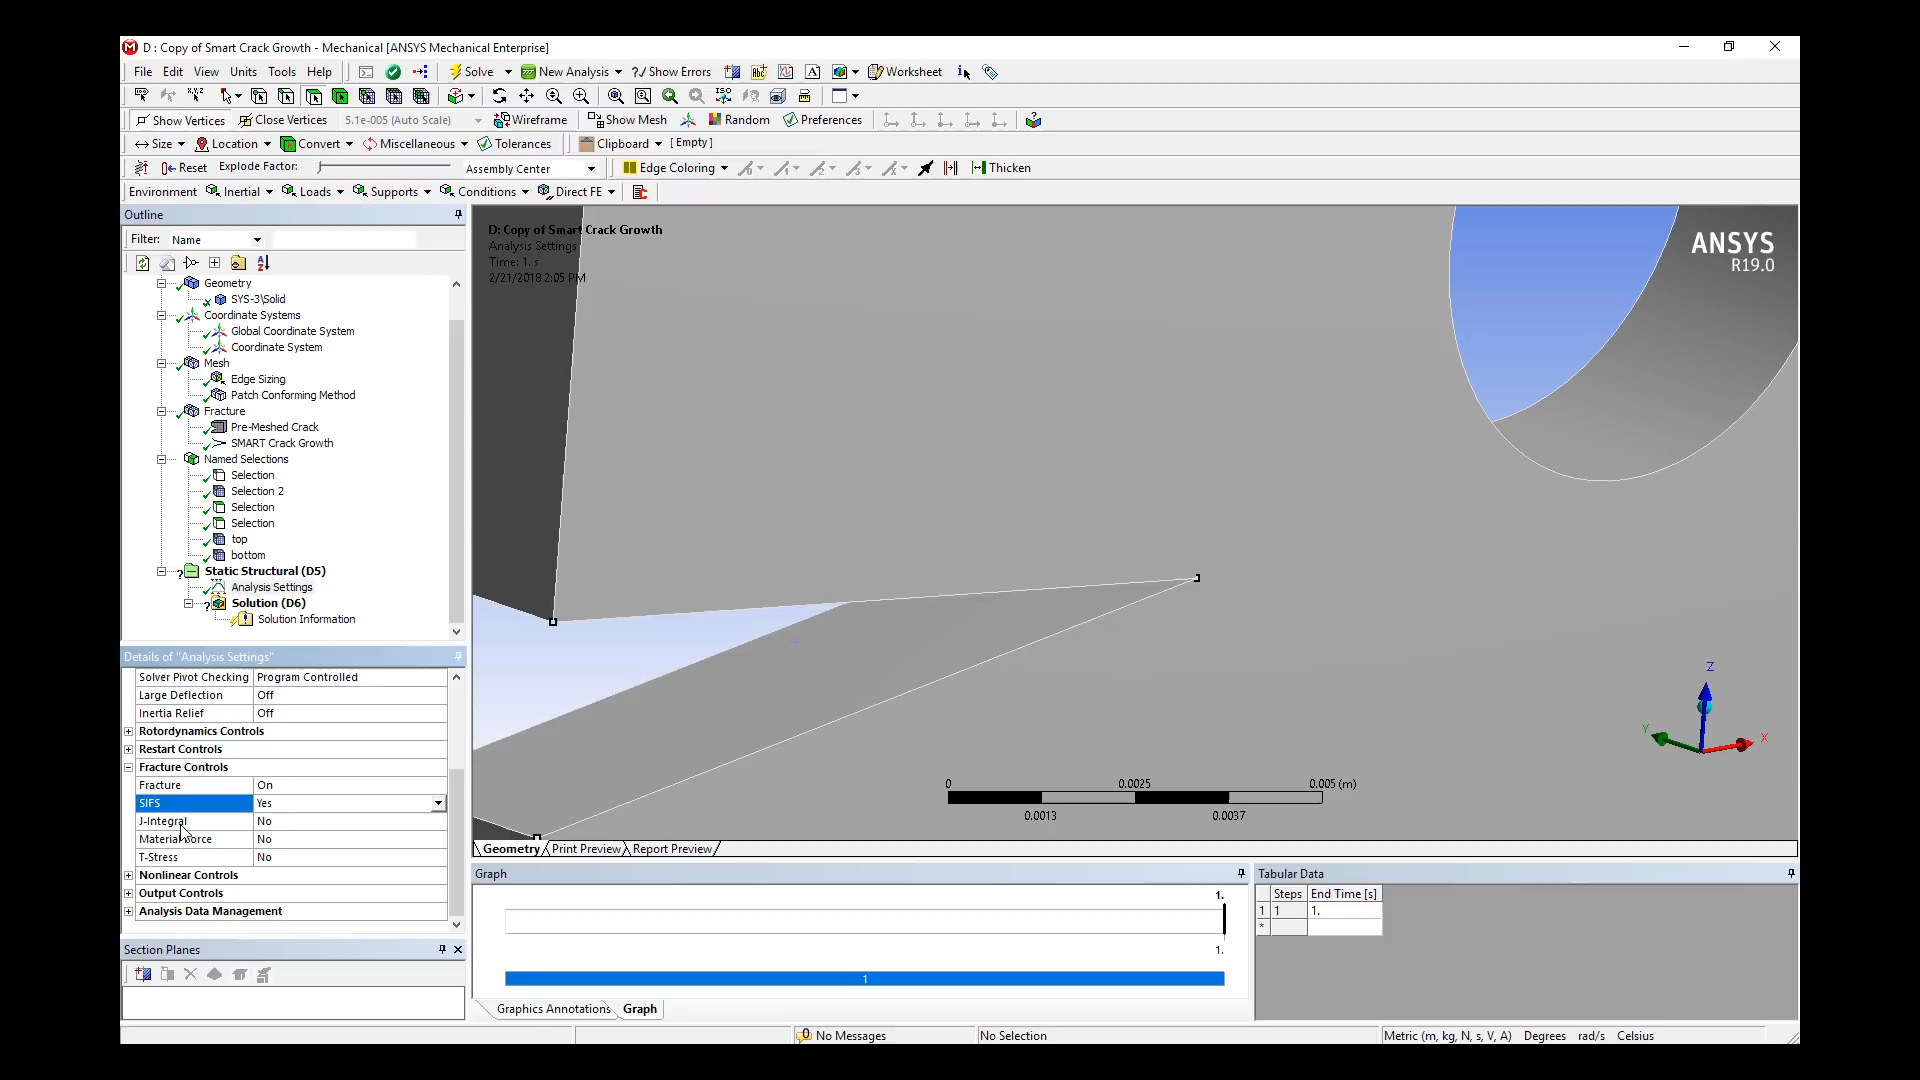 D : Copy of Smart Crack Growth - Mechanical [ANSYS Mechanical Enterprise]
File Edit View Units Tools Help Solve New Analysis ?/ Show Errors Worksheet
Show Vertices Close Vertices 5.1e-005 (Auto Scale) Wireframe Show Mesh Random Preferences
Size Location Convert Miscellaneous Tolerances Clipboard [ Empty ]
Reset Explode Factor: Assembly Center Edge Coloring Thicken
Environment Inertial Loads Supports Conditions Direct FE
Outline
Filter: Name
Geometry
SYS-3\Solid
Coordinate Systems
Global Coordinate System
Coordinate System
Mesh
Edge Sizing
Patch Conforming Method
Fracture
Pre-Meshed Crack
SMART Crack Growth
Named Selections
Selection
Selection 2
Selection
Selection
top
bottom
Static Structural (D5)
Analysis Settings
Solution (D6)
Solution Information
Details of "Analysis Settings"
Solver Pivot Checking Program Controlled
Large Deflection Off
Inertia Relief Off
Rotordynamics Controls
Restart Controls
Fracture Controls
Fracture On
SIFS Yes
J-Integral No
Material Force No
T-Stress No
Nonlinear Controls
Output Controls
Analysis Data Management
Section Planes
D: Copy of Smart Crack Growth
Analysis Settings
Time: 1. s
2/21/2018 2:05 PM
ANSYS
R19.0
Z
Y
X
0 0.0025 0.005 (m)
0.0013 0.0037
Geometry Print Preview Report Preview
Graph
1.
1.
1
Graphics Annotations Graph
Tabular Data
Steps End Time [s]
1 1 1.
*
No Messages No Selection Metric (m, kg, N, s, V, A) Degrees rad/s Celsius